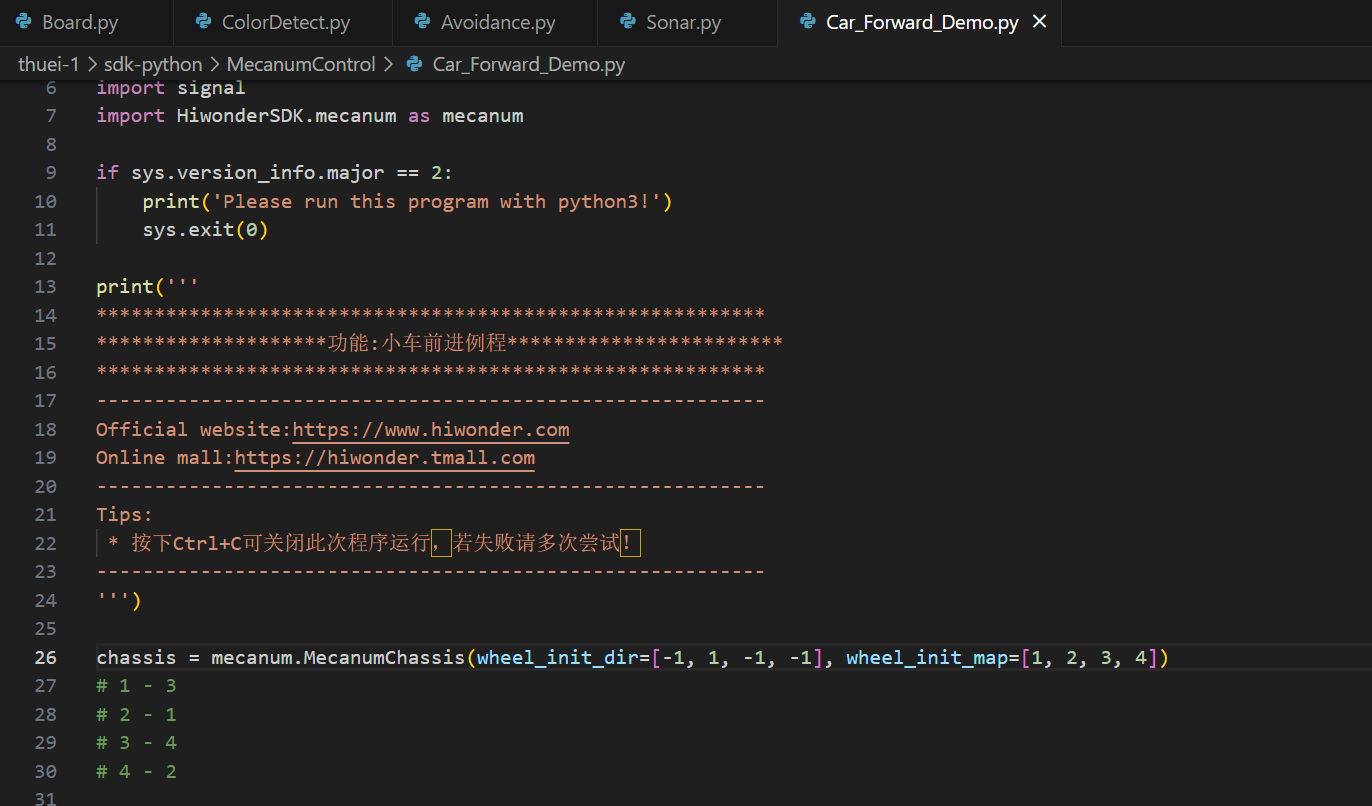 Board.py ColorDetect.py Avoidance.py Sonar.py Car_Forward_Demo.py
thuei-1 > sdk-python > MecanumControl > Car_Forward_Demo.py
6 import signal
7 import HiwonderSDK.mecanum as mecanum
8
9 if sys.version_info.major == 2:
10     print('Please run this program with python3!')
11     sys.exit(0)
12
13 print('''
14 **********************************************************
15 ********************功能:小车前进例程************************
16 **********************************************************
17 ----------------------------------------------------------
18 Official website:https://www.hiwonder.com
19 Online mall:https://hiwonder.tmall.com
20 ----------------------------------------------------------
21 Tips:
22  * 按下Ctrl+C可关闭此次程序运行，若失败请多次尝试！
23 ----------------------------------------------------------
24 ''')
25
26 chassis = mecanum.MecanumChassis(wheel_init_dir=[-1, 1, -1, -1], wheel_init_map=[1, 2, 3, 4])
27 # 1 - 3
28 # 2 - 1
29 # 3 - 4
30 # 4 - 2
31